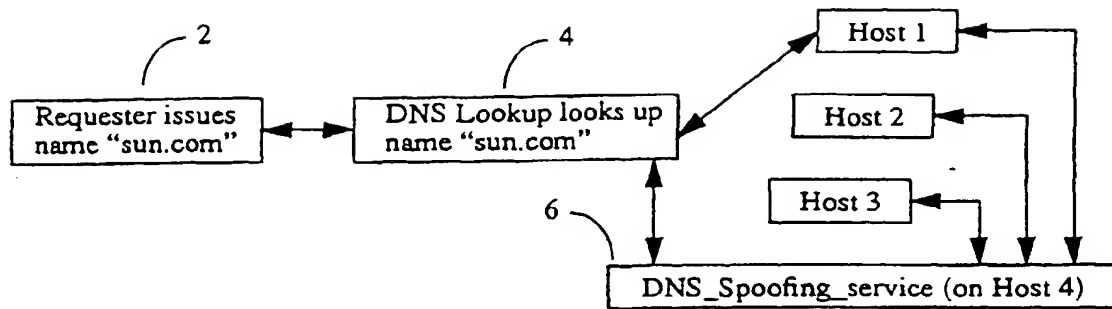 2
4
Host 1
Requester issues
name “sun.com”
DNS Lookup looks up
name “sun.com”
Host 2
Host 3
6
DNS_Spoofing_service (on Host 4)